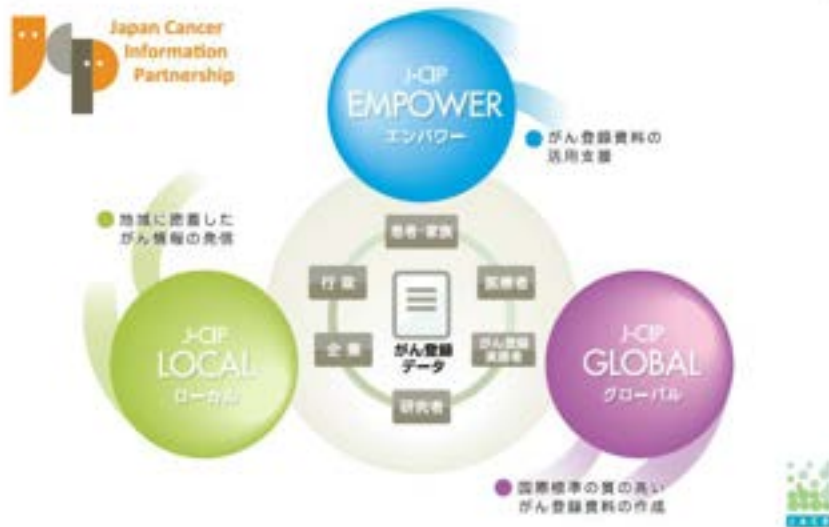 Japan Cancer
Information
Partnership
J-CIP
EMPOWER
エンパワー
がん登録資料の
活用支援
地域に密着した
がん情報の発信
患者・家族
行政
医療者
企業
がん登録
実務者
がん登録
データ
研究者
J-CIP
LOCAL
ローカル
J-CIP
GLOBAL
グローバル
国際標準の質の高い
がん登録資料の作成